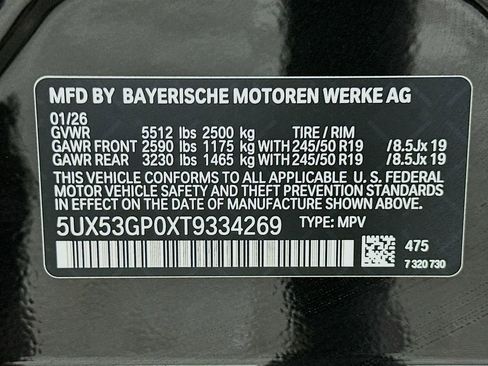 MFD BY BAYERISCHE MOTOREN WERKE AG
01/26
GVWR 5512 lbs 2500 kg TIRE / RIM
GAWR FRONT 2590 lbs 1175 kg WITH 245/50 R19 /8.5Jx 19
GAWR REAR 3230 lbs 1465 kg WITH 245/50 R19 /8.5Jx 19
THIS VEHICLE CONFORMS TO ALL APPLICABLE U. S. FEDERAL
MOTOR VEHICLE SAFETY AND THEFT PREVENTION STANDARDS
IN EFFECT ON THE DATE OF MANUFACTURE SHOWN ABOVE.
5UX53GP0XT9334269 TYPE: MPV
475
7 320 730